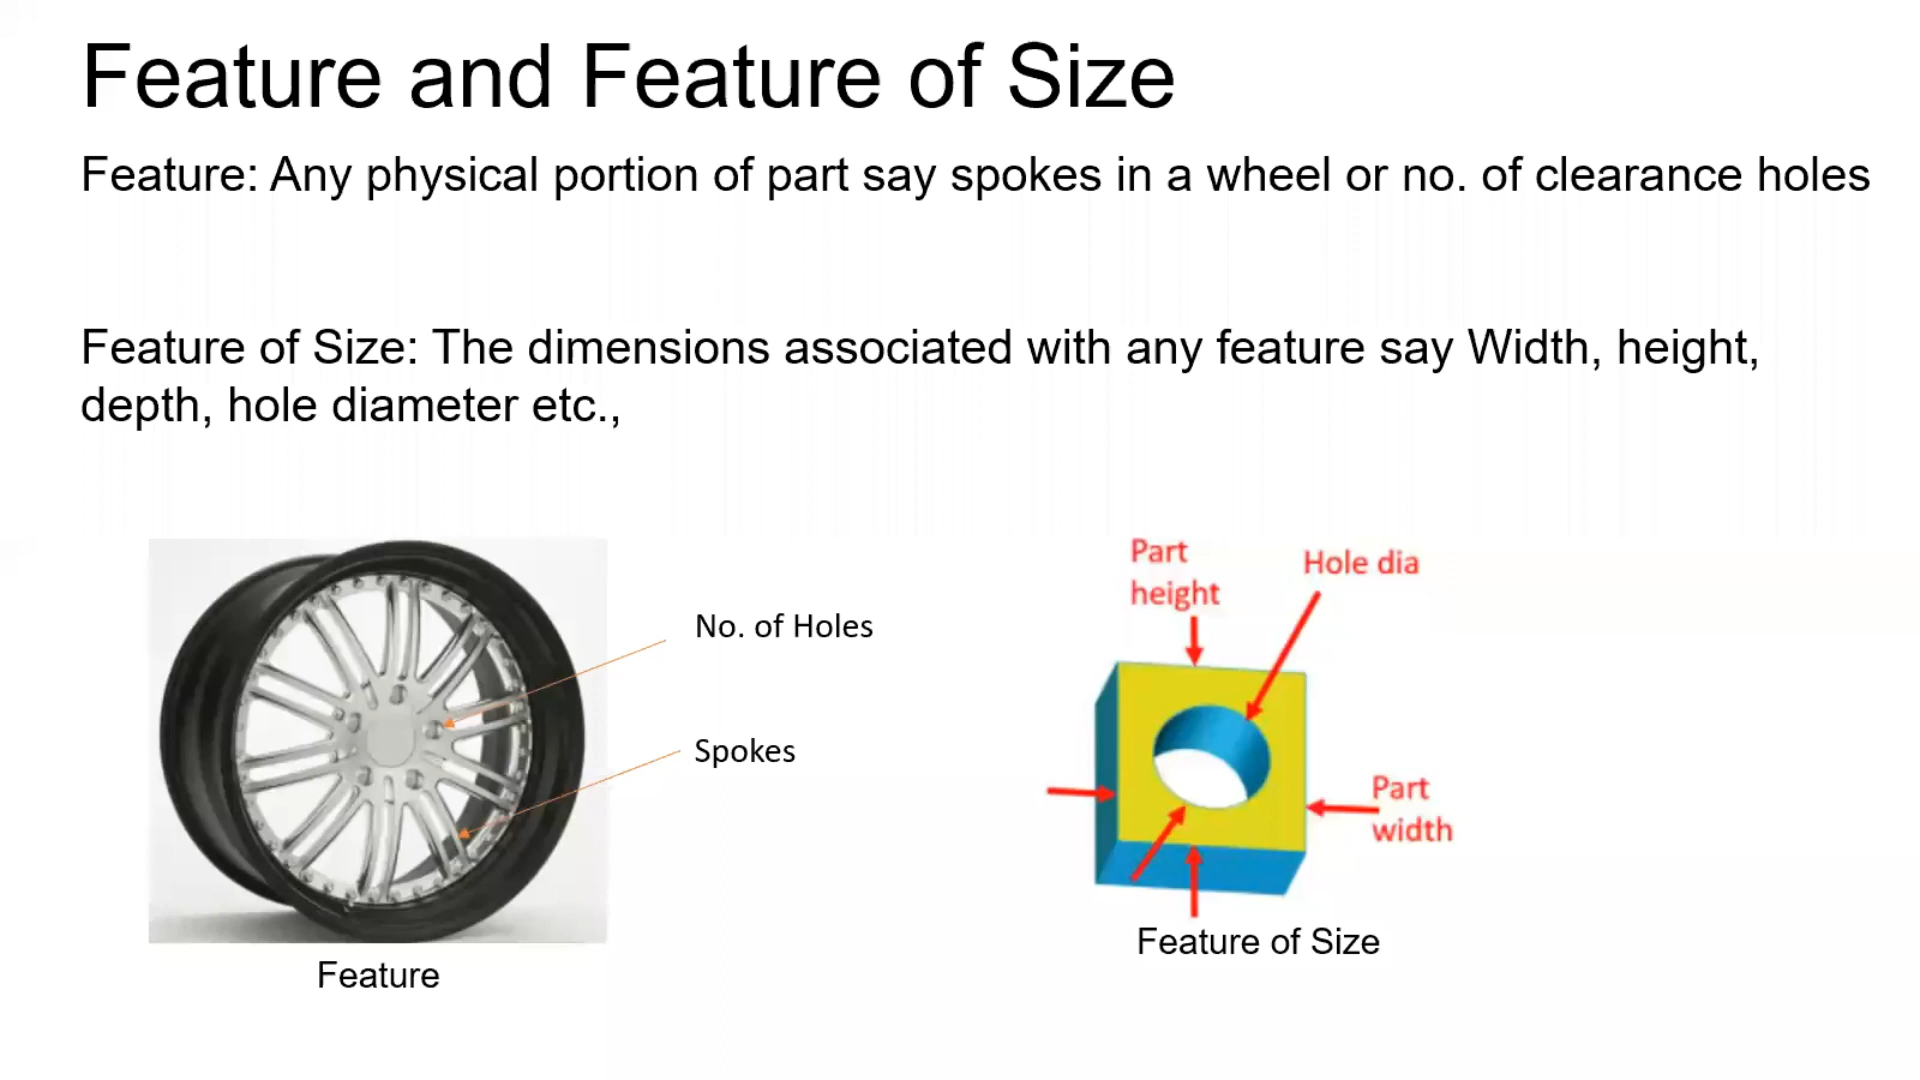 Feature and Feature of Size
Feature: Any physical portion of part say spokes in a wheel or no. of clearance holes
Feature of Size: The dimensions associated with any feature say Width, height,
depth, hole diameter etc.,
No. of Holes
Spokes
Feature
Part
height
Hole dia
Part
width
Feature of Size